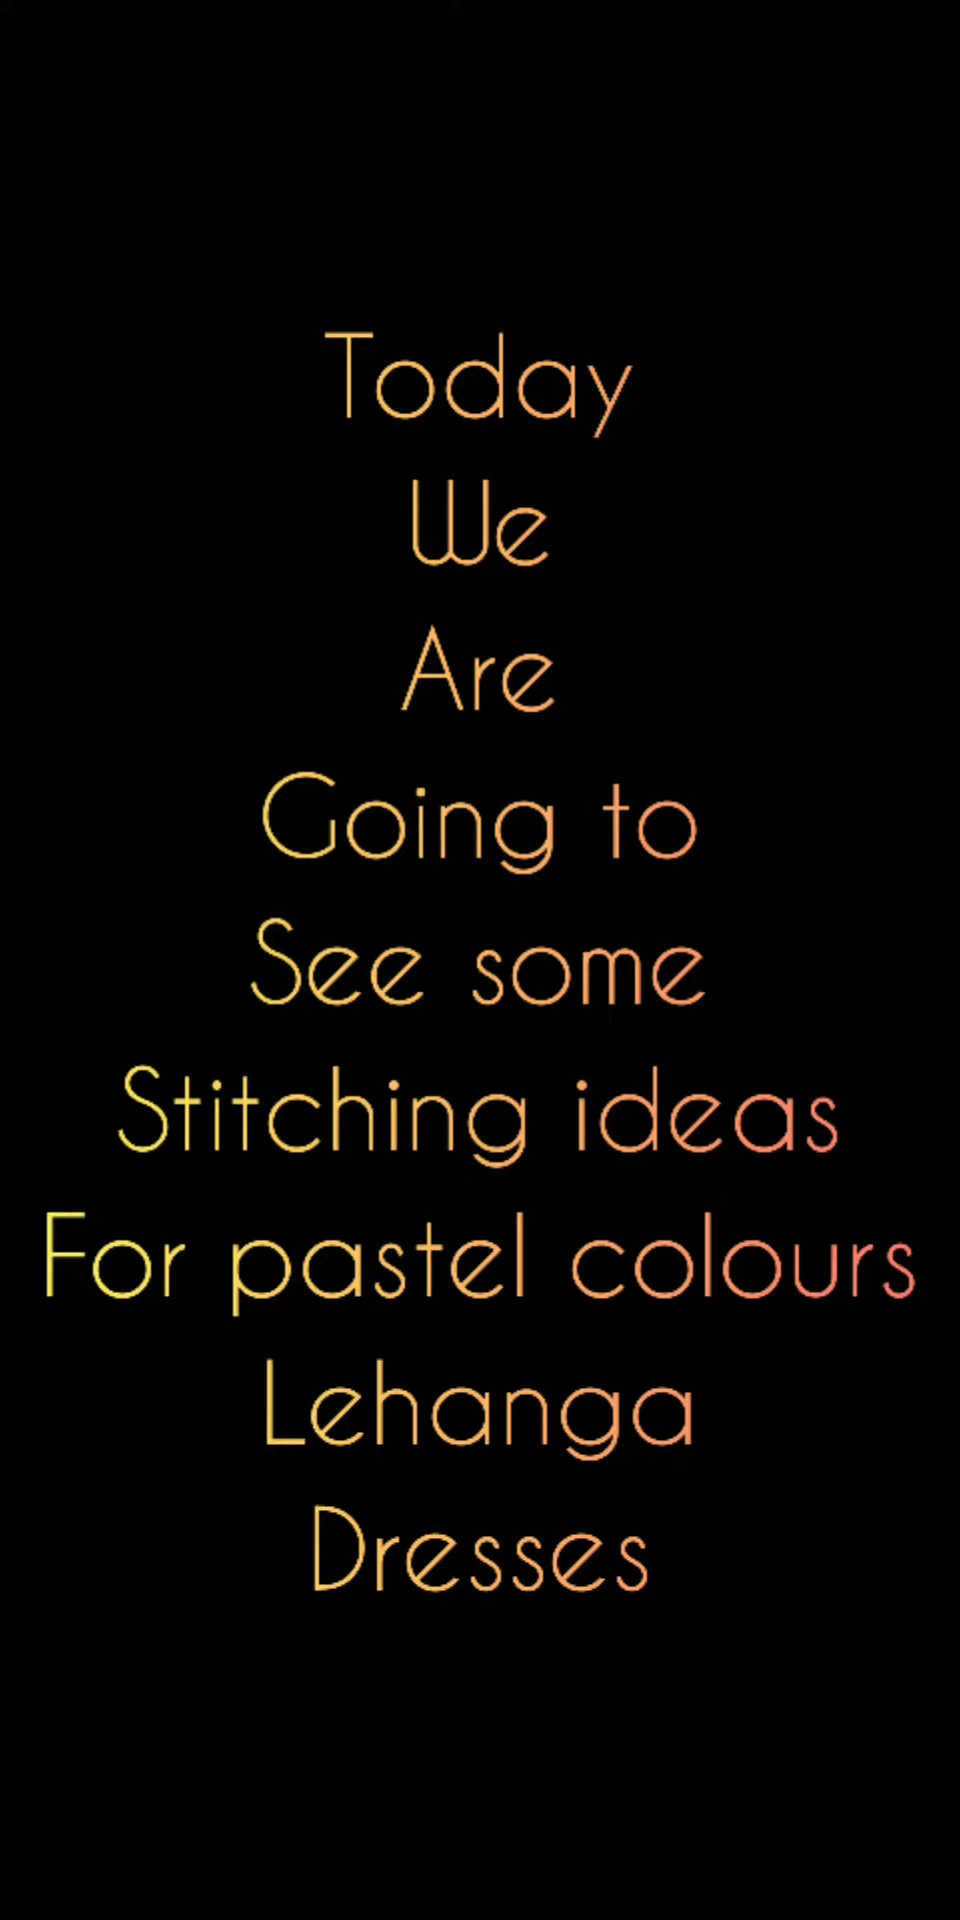 Today
We
Are
Going to
See some
Stitching ideas
For pastel colours
Lehanga
Dresses